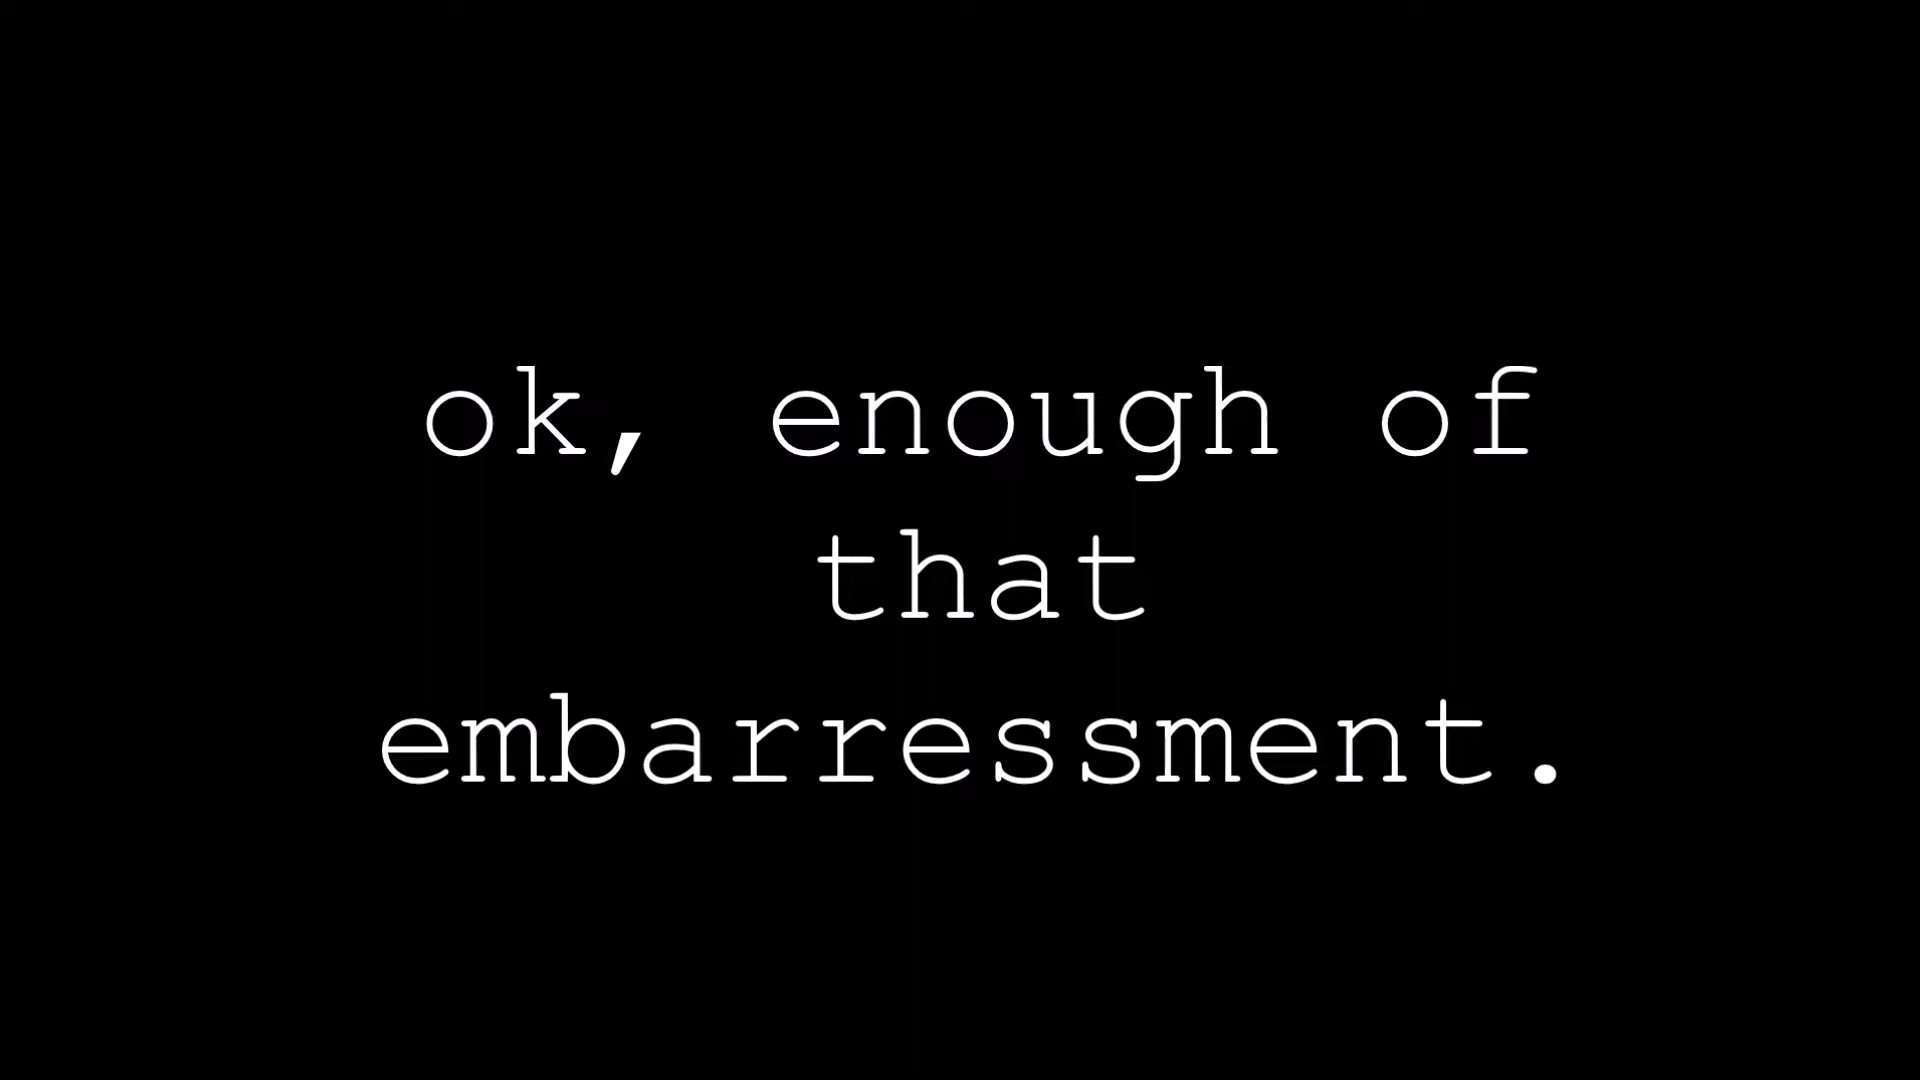 ok, enough of
that
embarressment.